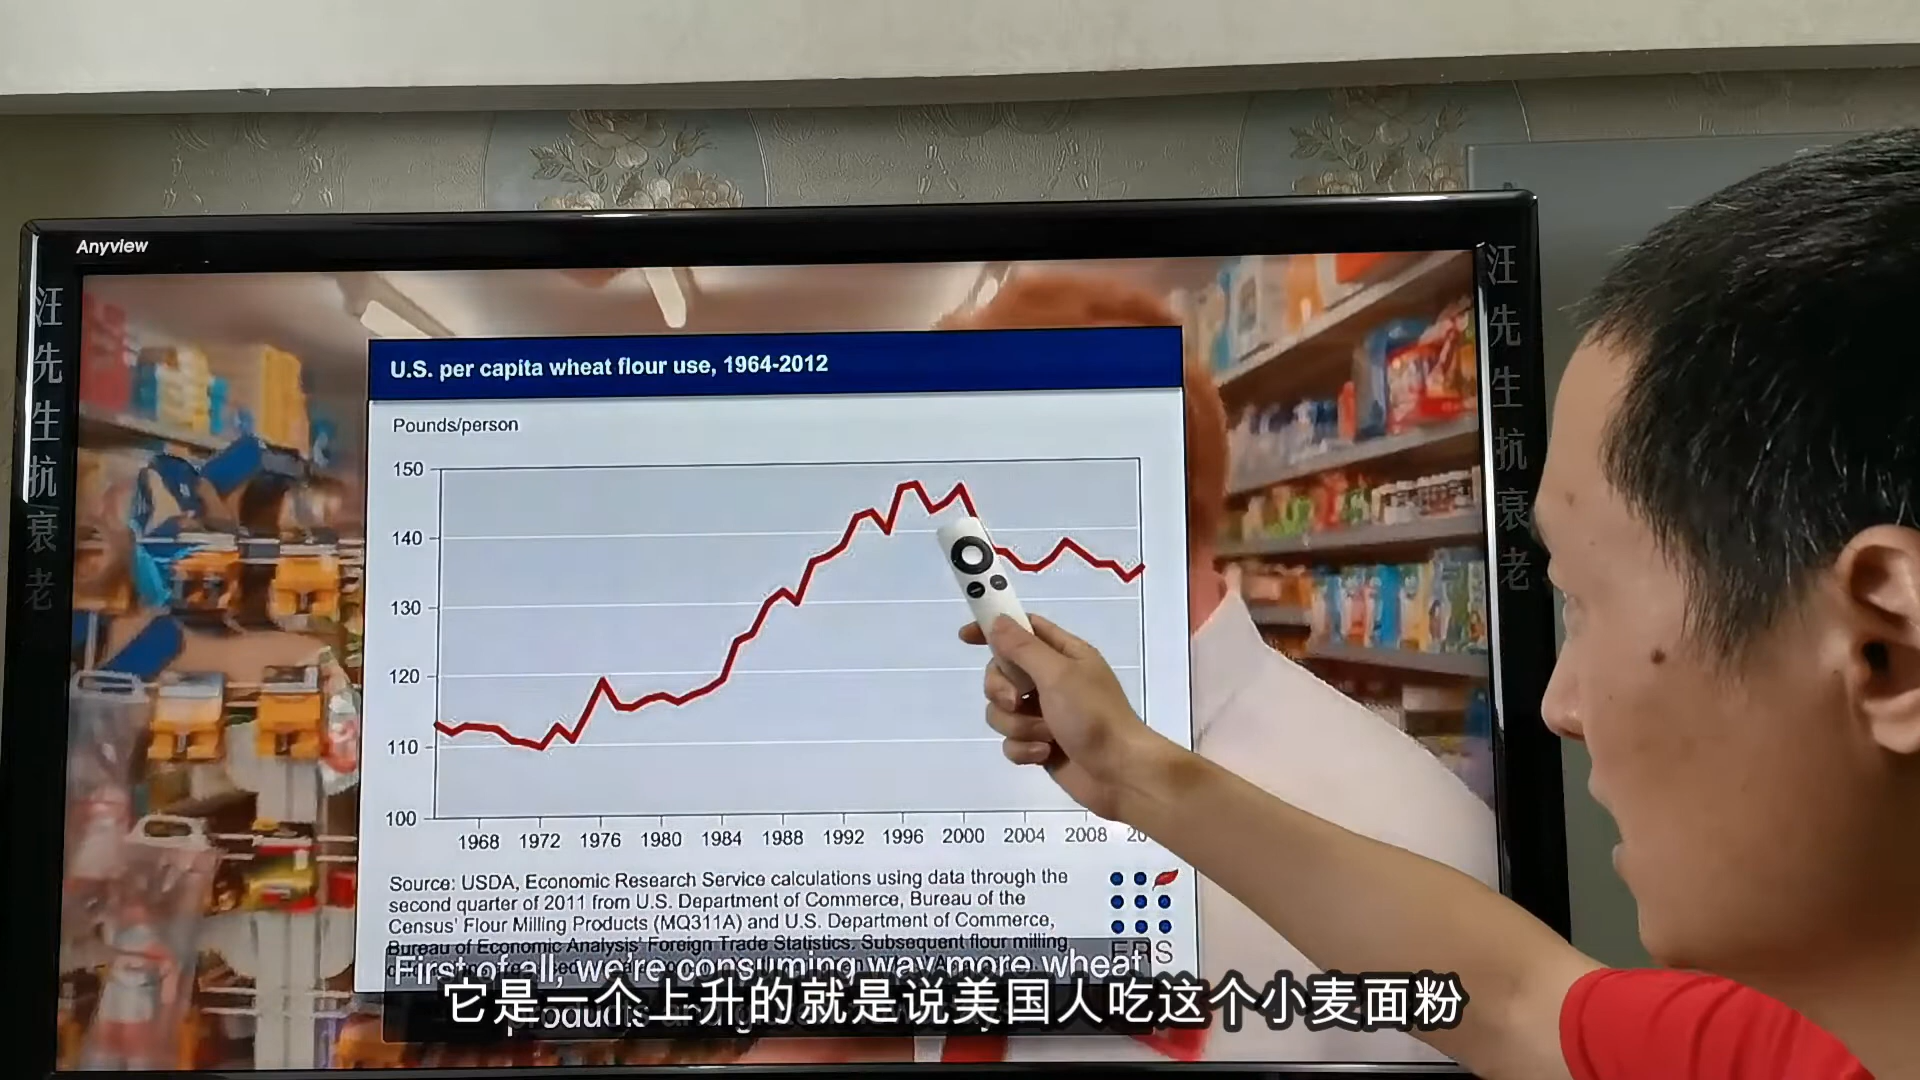 Anyview
汪先生抗衰老
汪先生抗衰老
U.S. per capita wheat flour use, 1964-2012
Pounds/person
150
140
130
120
110
100
1968 1972 1976 1980 1984 1988 1992 1996 2000 2004 2008 20
Source: USDA, Economic Research Service calculations using data through the
second quarter of 2011 from U.S. Department of Commerce, Bureau of the
Census' Flour Milling Products (MQ311A) and U.S. Department of Commerce,
Bureau of Economic Analysis' Foreign Trade Statistics. Subsequent flour milling
ERS
First of all, we're consuming way more wheat
products
它是一个上升的就是说美国人吃这个小麦面粉